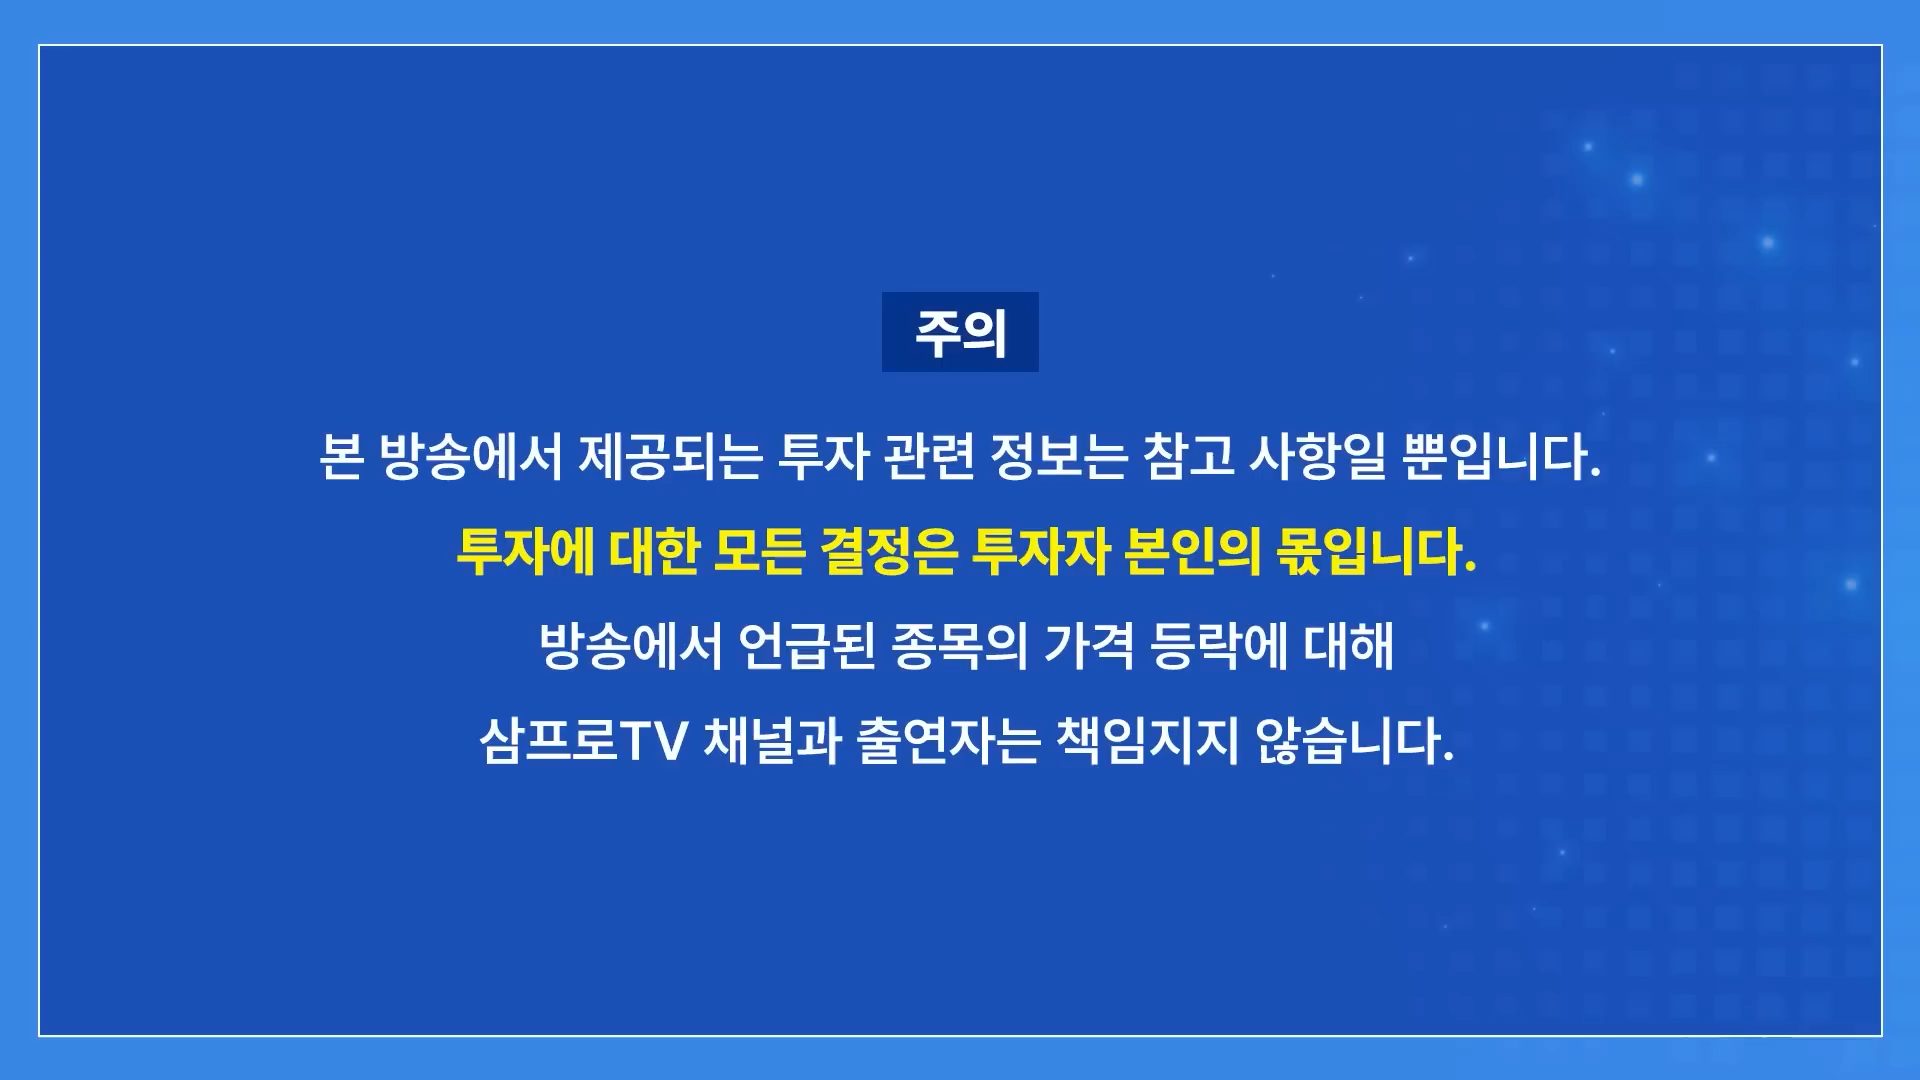 주의
본 방송에서 제공되는 투자 관련 정보는 참고 사항일 뿐입니다.
투자에 대한 모든 결정은 투자자 본인의 몫입니다.
방송에서 언급된 종목의 가격 등락에 대해
삼프로TV 채널과 출연자는 책임지지 않습니다.